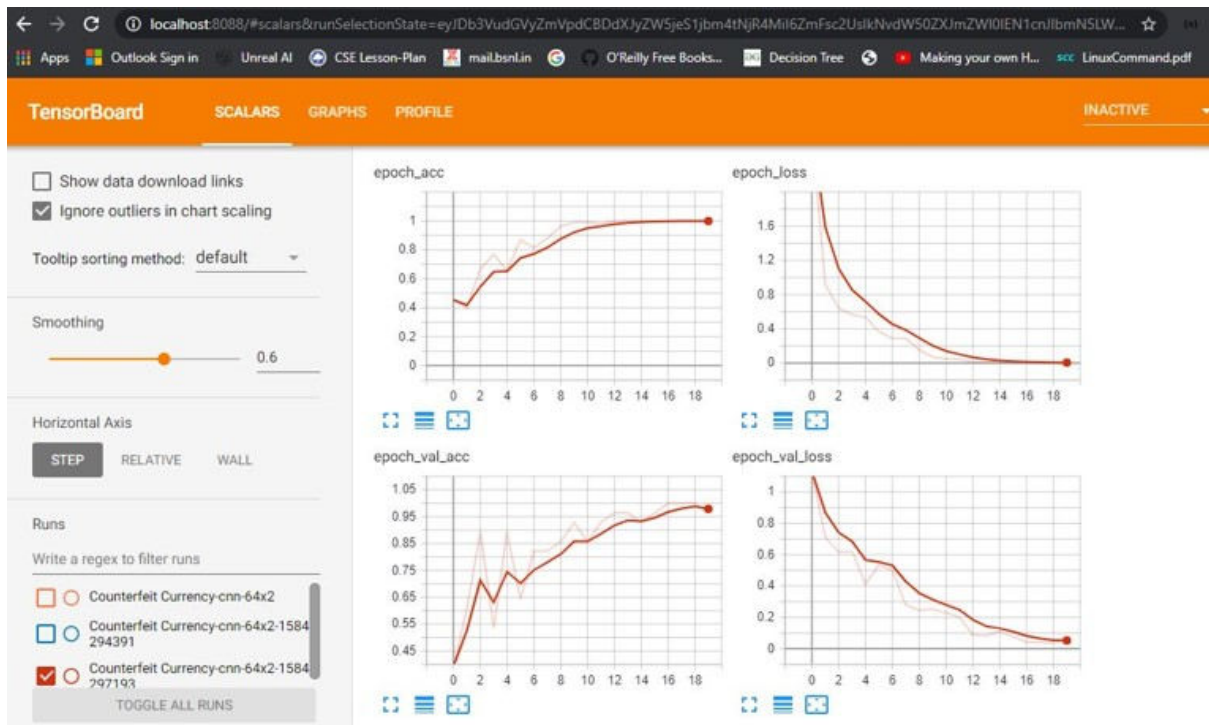 localhost:8088/#scalars&runSelectionState=eyJDb3VudGVyZmVpdCBDdXJyZW5jeS1jbm4tNjR4MiI6ZmFsc2UsIkNvdW50ZXJmZWl0IEN1cnJlbmN5LW...
Apps Outlook Sign in Unreal AI CSE Lesson-Plan mail.bsnl.in O'Reilly Free Books... Decision Tree Making your own H... scc LinuxCommand.pdf
TensorBoard SCALARS GRAPHS PROFILE INACTIVE
Show data download links
Ignore outliers in chart scaling
Tooltip sorting method: default
Smoothing
0.6
Horizontal Axis
STEP RELATIVE WALL
Runs
Write a regex to filter runs
Counterfeit Currency-cnn-64x2
Counterfeit Currency-cnn-64x2-1584
294391
Counterfeit Currency-cnn-64x2-1584
297193
TOGGLE ALL RUNS
epoch_acc
1
0.8
0.6
0.4
0.2
0
0 2 4 6 8 10 12 14 16 18
epoch_loss
1.6
1.2
0.8
0.4
0
0 2 4 6 8 10 12 14 16 18
epoch_val_acc
1.05
0.95
0.85
0.75
0.65
0.55
0.45
0 2 4 6 8 10 12 14 16 18
epoch_val_loss
1
0.8
0.6
0.4
0.2
0
0 2 4 6 8 10 12 14 16 18